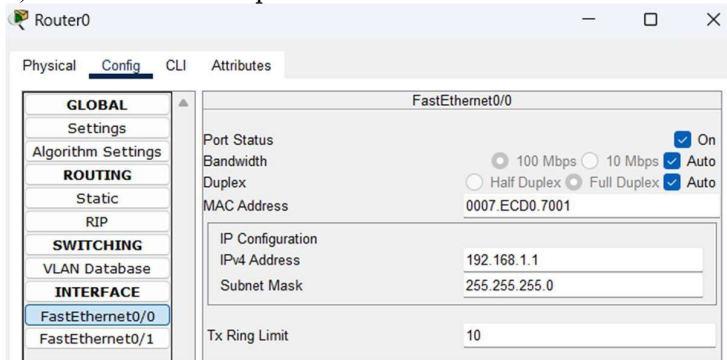 Router0
Physical Config CLI Attributes
GLOBAL
Settings
Algorithm Settings
ROUTING
Static
RIP
SWITCHING
VLAN Database
INTERFACE
FastEthernet0/0
FastEthernet0/1
FastEthernet0/0
Port Status On
Bandwidth 100 Mbps 10 Mbps Auto
Duplex Half Duplex Full Duplex Auto
MAC Address 0007.ECD0.7001
IP Configuration
IPv4 Address 192.168.1.1
Subnet Mask 255.255.255.0
Tx Ring Limit 10